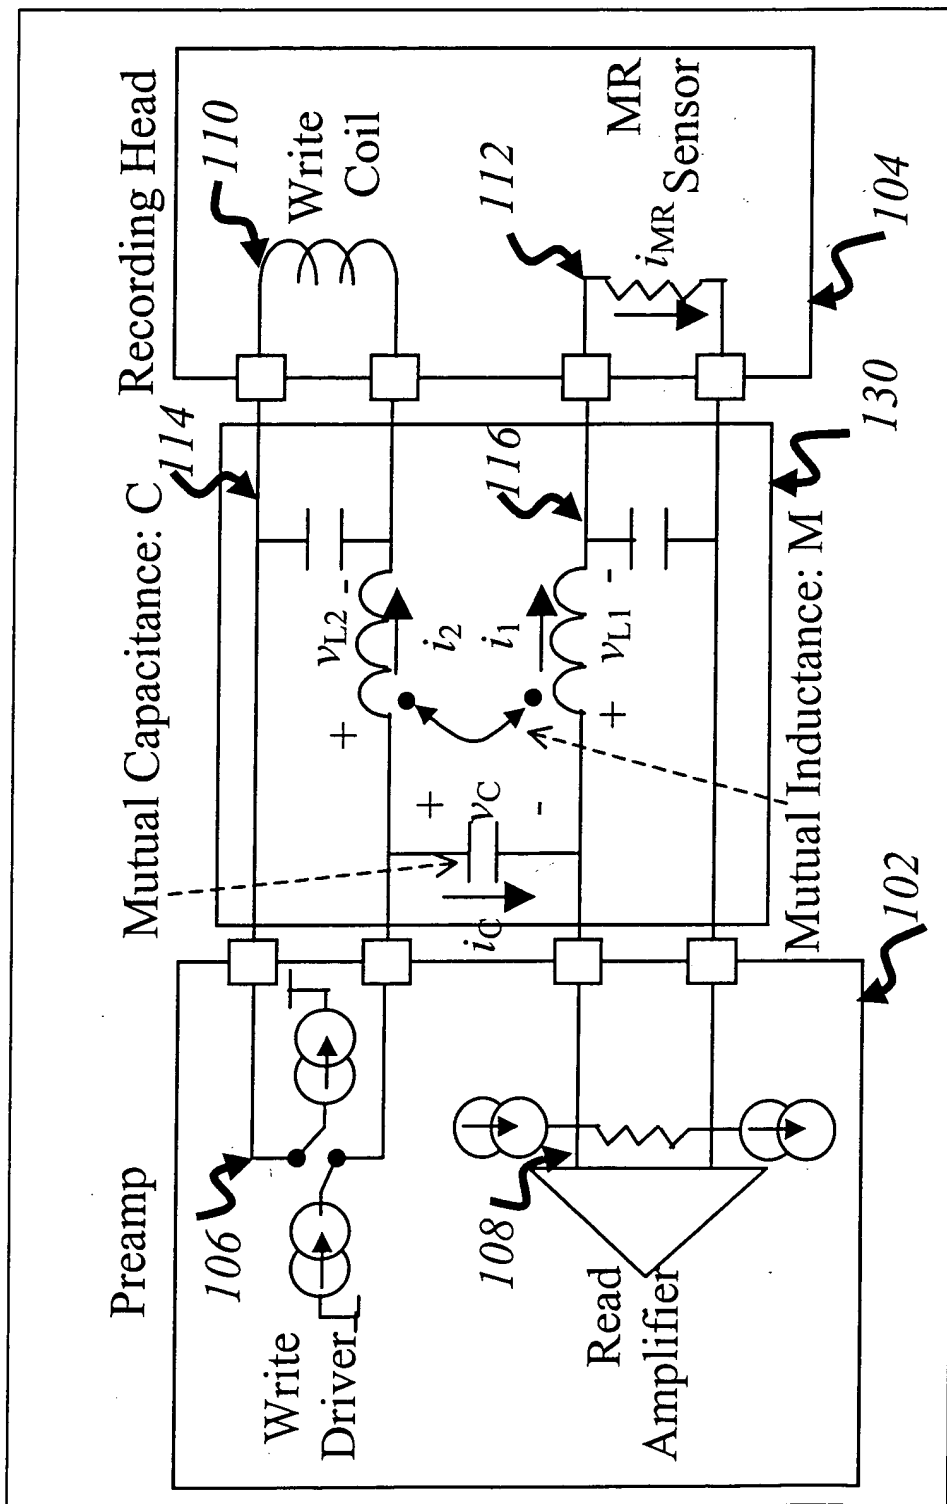 Preamp
Recording Head
Mutual Capacitance: C
106
Write
Driver
114
110
Write
Coil
+
v_L2
-
i_2
i_C
+
v_C
-
i_1
+
v_L1
-
108
Read
Amplifier
116
112
i_MR
MR
Sensor
Mutual Inductance: M
102
130
104